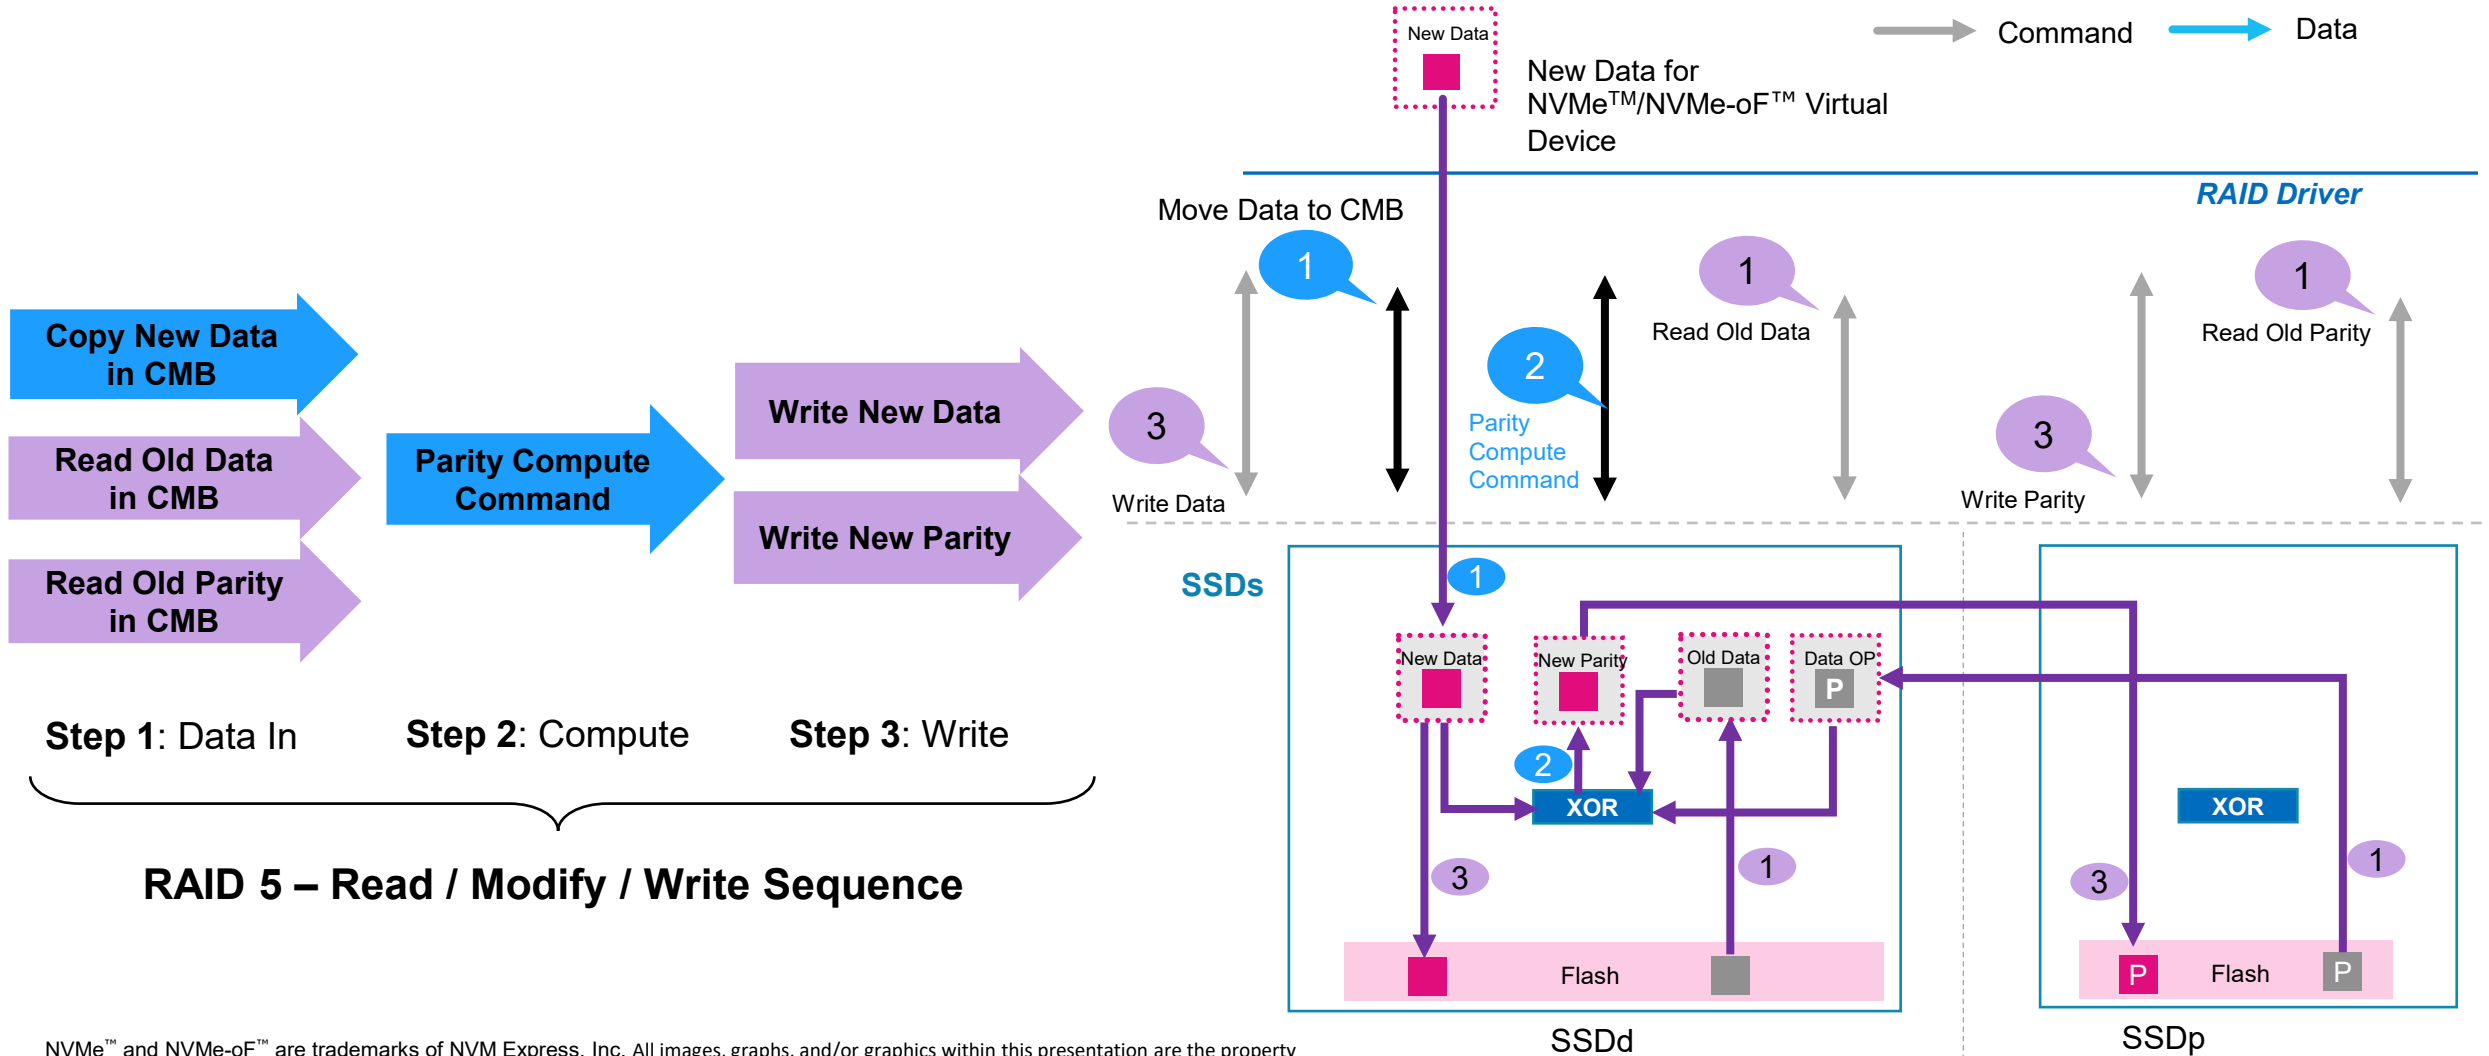 New Data
Command
Data
New Data for
NVMe™/NVMe-oF™ Virtual
Device
RAID Driver
Move Data to CMB
1
1
1
Read Old Data
Read Old Parity
2
Parity
Compute
Command
3
Write Data
3
Write Parity
Copy New Data
in CMB
Read Old Data
in CMB
Read Old Parity
in CMB
Parity Compute
Command
Write New Data
Write New Parity
Step 1: Data In
Step 2: Compute
Step 3: Write
RAID 5 – Read / Modify / Write Sequence
SSDs
1
New Data
New Parity
Old Data
Data OP
P
2
XOR
XOR
3
1
3
1
Flash
P
Flash
P
SSDd
SSDp
NVMe™ and NVMe-oF™ are trademarks of NVM Express, Inc. All images, graphs, and/or graphics within this presentation are the property